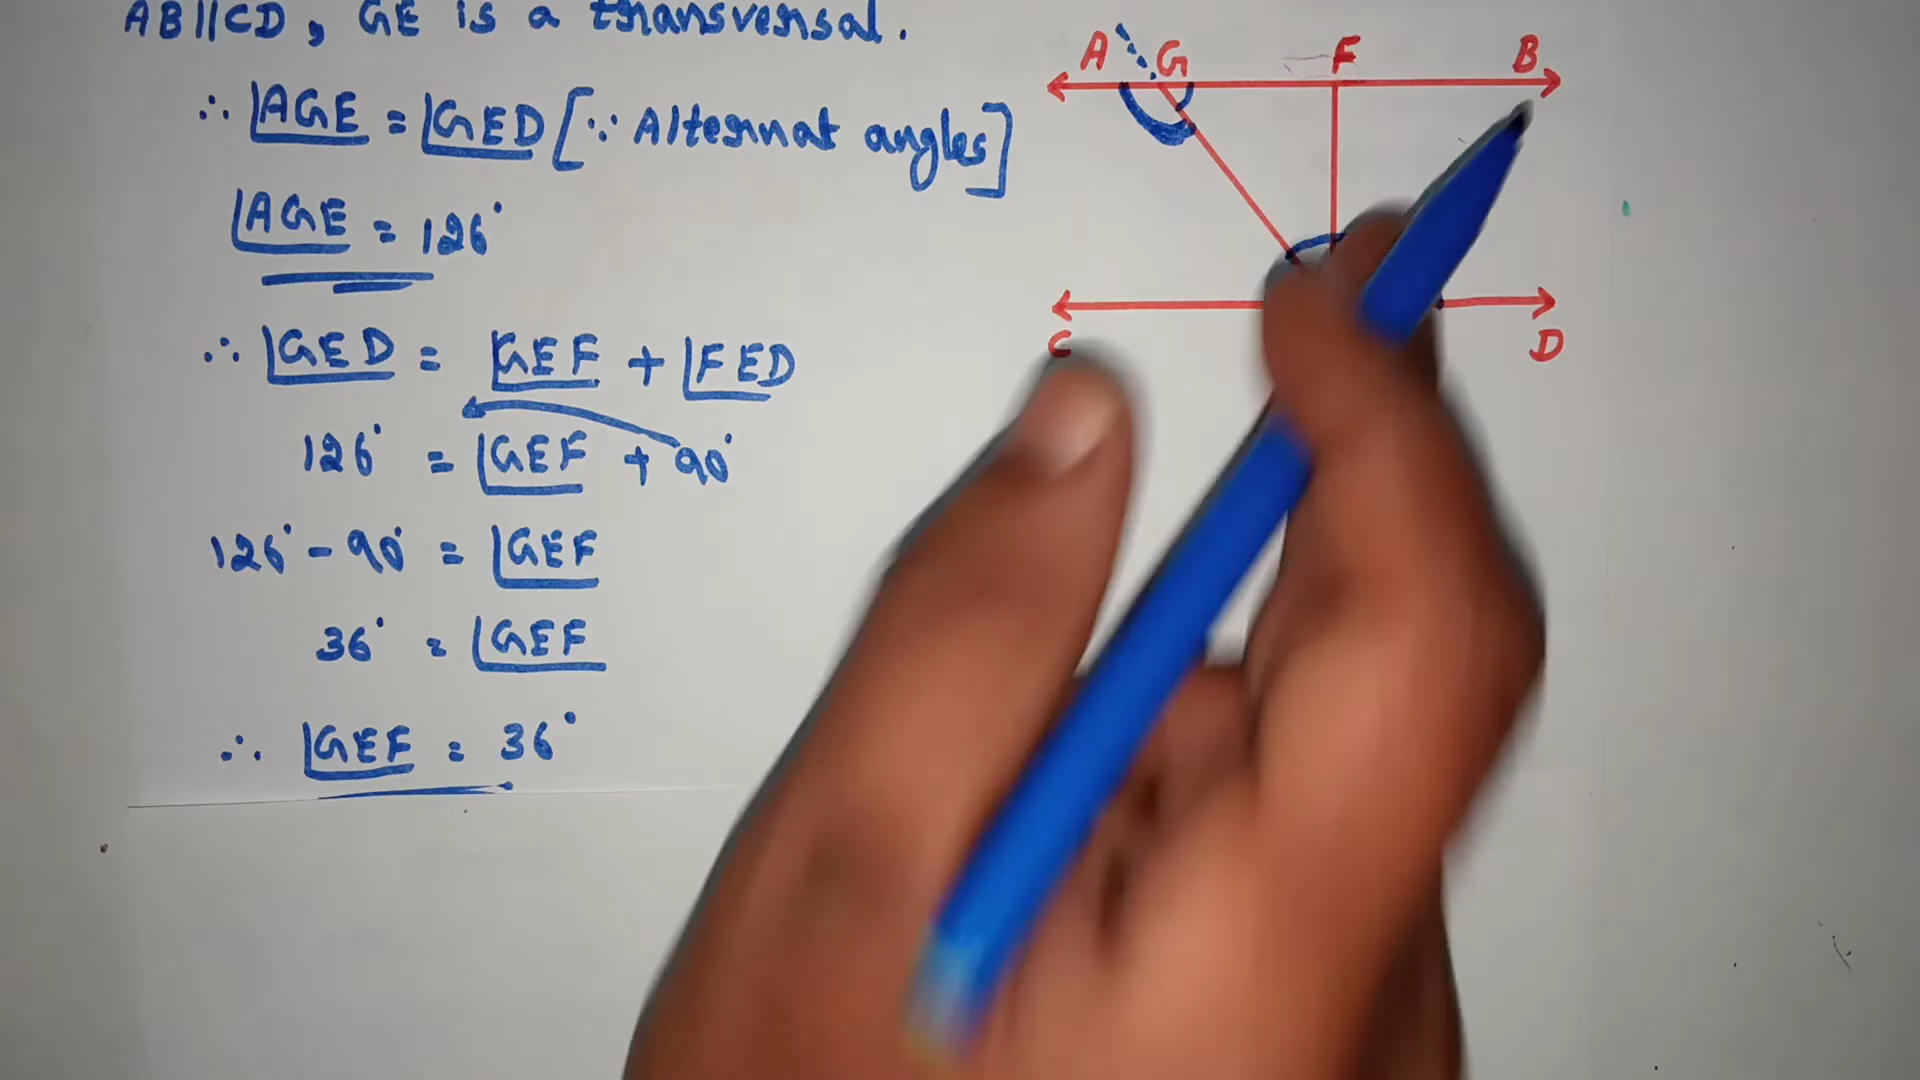 AB||CD, GE is a transversal.
∴ ∠AGE = ∠GED [∵ Alternat angles]
∠AGE = 126°
∴ ∠GED = ∠GEF + ∠FED
126° = ∠GEF + 90°
126° - 90° = ∠GEF
36° = ∠GEF
∴ ∠GEF = 36°
A G F B
C D